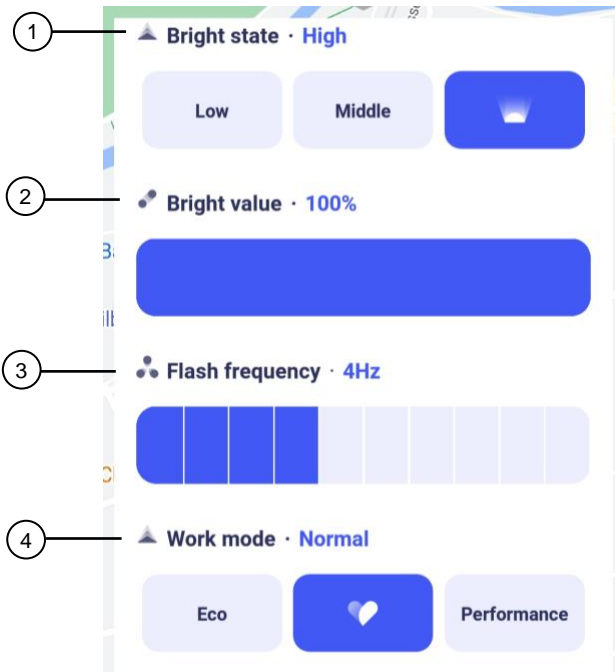 1
Bright state · High
Low
Middle
2
Bright value · 100%
3
Flash frequency · 4Hz
4
Work mode · Normal
Eco
Performance